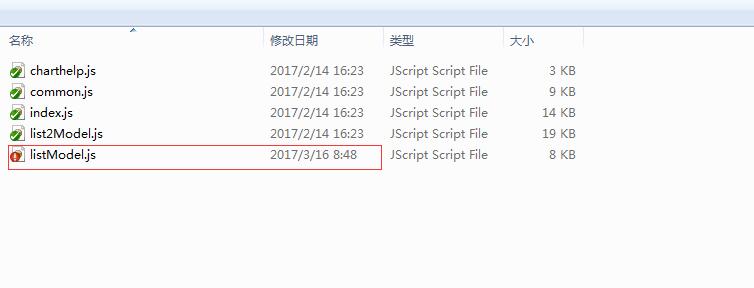 名称 修改日期 类型 大小
charthelp.js 2017/2/14 16:23 JScript Script File 3 KB
common.js 2017/2/14 16:23 JScript Script File 9 KB
index.js 2017/2/14 16:23 JScript Script File 14 KB
list2Model.js 2017/2/14 16:23 JScript Script File 19 KB
listModel.js 2017/3/16 8:48 JScript Script File 8 KB